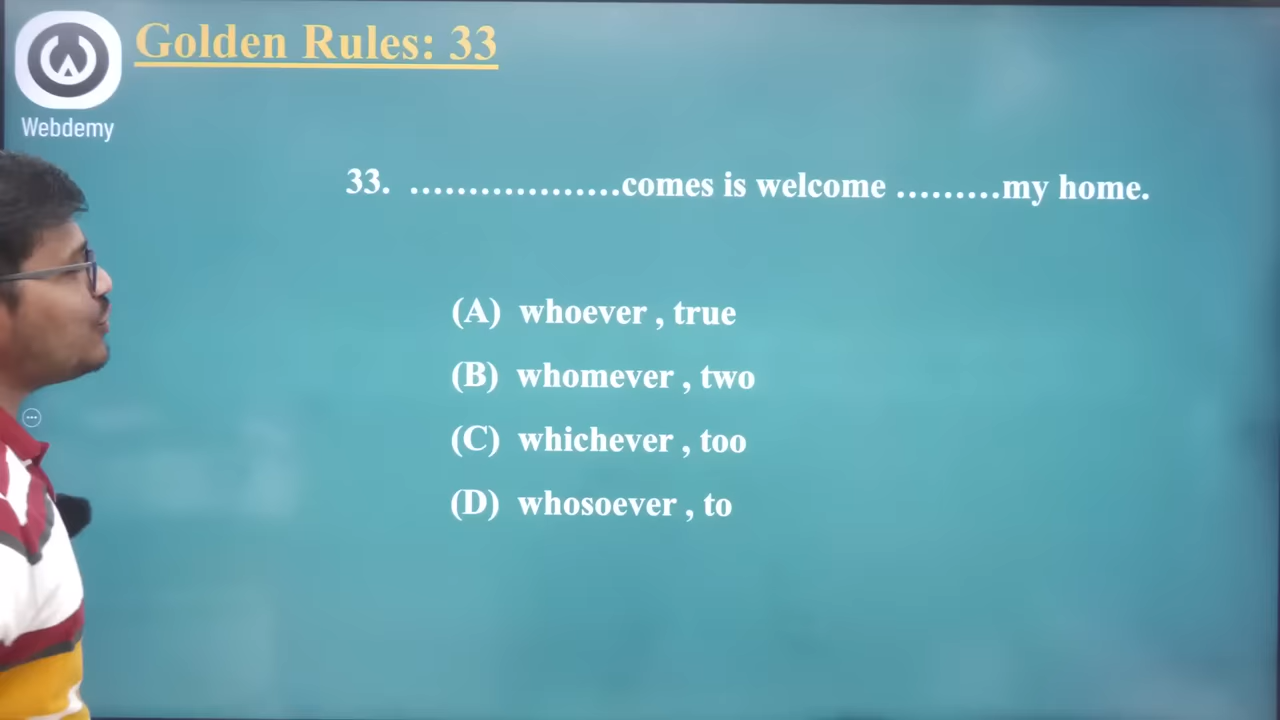 Golden Rules: 33
Webdemy
33. ..................comes is welcome .........my home.
(A) whoever , true
(B) whomever , two
(C) whichever , too
(D) whosoever , to